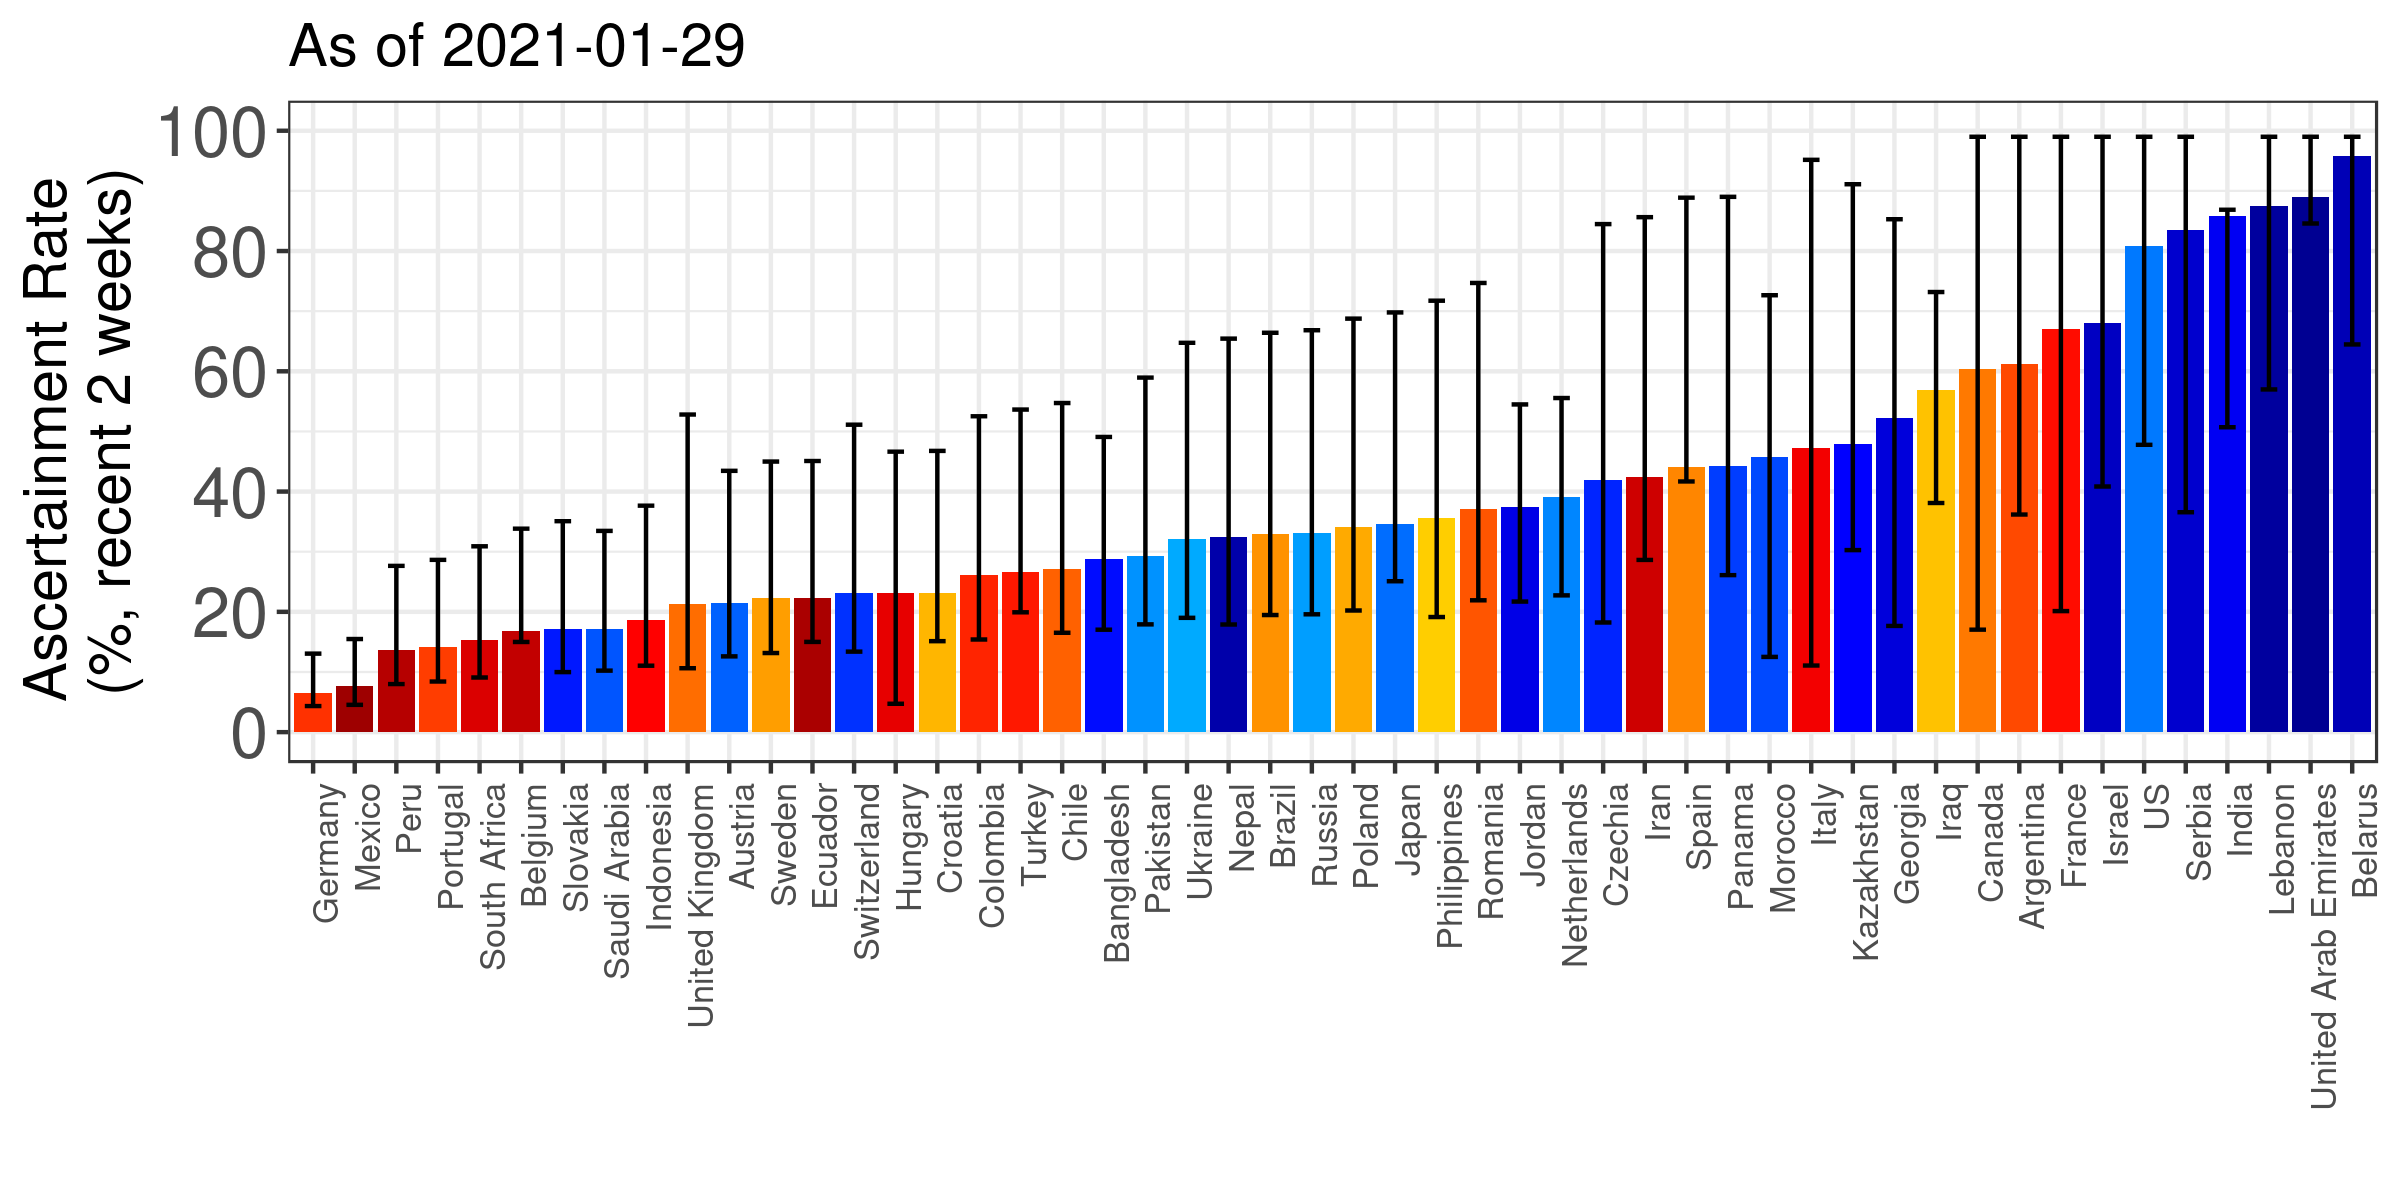 As of 2021-01-29
Ascertainment Rate
(%, recent 2 weeks)
100
80
60
40
20
0
Germany
Mexico
Peru
Portugal
South Africa
Belgium
Slovakia
Saudi Arabia
Indonesia
United Kingdom
Austria
Sweden
Ecuador
Switzerland
Hungary
Croatia
Colombia
Turkey
Chile
Bangladesh
Pakistan
Ukraine
Nepal
Brazil
Russia
Poland
Japan
Philippines
Romania
Jordan
Netherlands
Czechia
Iran
Spain
Panama
Morocco
Italy
Kazakhstan
Georgia
Iraq
Canada
Argentina
France
Israel
US
Serbia
India
Lebanon
United Arab Emirates
Belarus